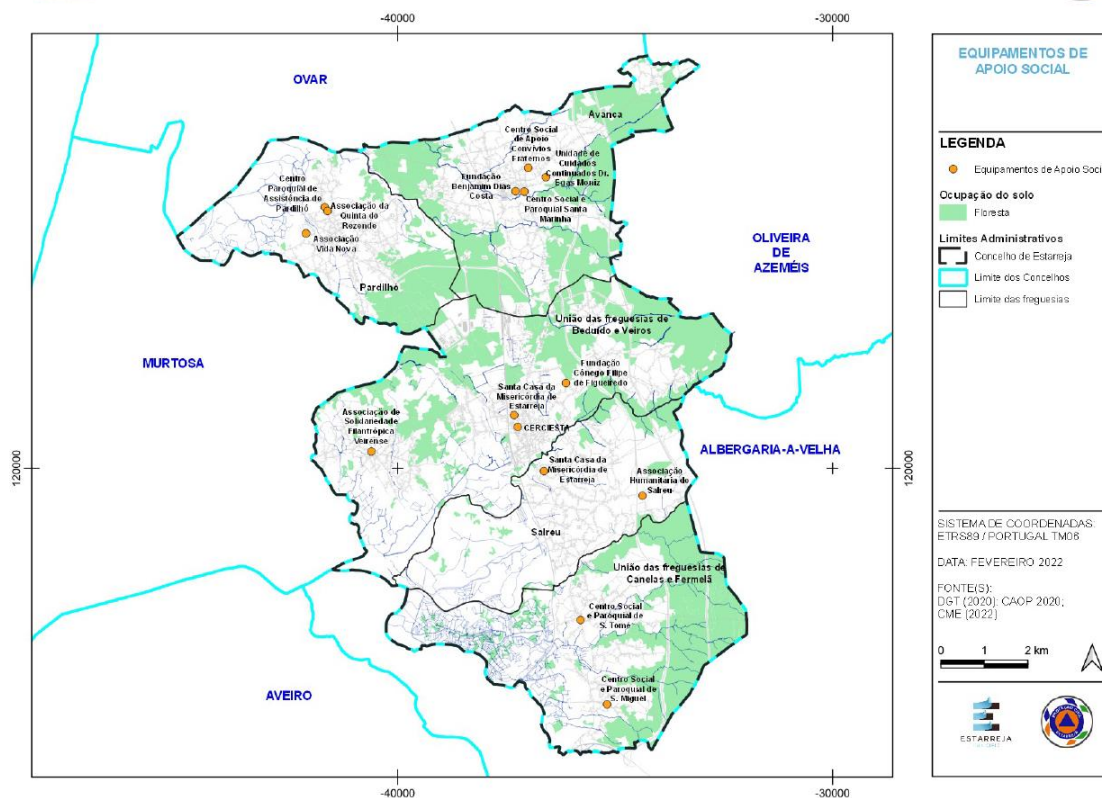 -40000
-30000
OVAR
Avanca
Centro Social
de Apoio
Convívios
Fraternos
Unidade de
Cuidados
Continuados Dr.
Egas Moniz
Fundação
Benjamim Dias
Costa
Centro Social e
Paroquial Santa
Marinha
Centro
Paroquial de
Assistência de
Pardilhó
Associação da
Quinta do
Rezende
Associação
Vida Nova
Pardilhó
OLIVEIRA
DE
AZEMÉIS
União das freguesias de
Beduído e Veiros
MURTOSA
Fundação
Cónego Filipe
de Figueiredo
Santa Casa da
Misericórdia de
Estarreja
CERCIESTA
Associação de
Solidariedade
Filantrópica
Veirense
ALBERGARIA-A-VELHA
Santa Casa da
Misericórdia de
Estarreja
Associação
Humanitária de
Salreu
120000
120000
Salreu
União das freguesias de
Canelas e Fermelã
Centro Social
e Paroquial de
S. Tomé
Centro Social
e Paroquial de
S. Miguel
AVEIRO
-40000
-30000
EQUIPAMENTOS DE
APOIO SOCIAL
LEGENDA
Equipamentos de Apoio Soci
Ocupação do solo
Floresta
Limites Administrativos
Concelho de Estarreja
Limite dos Concelhos
Limite das freguesias
SISTEMA DE COORDENADAS:
ETRS89 / PORTUGAL TM06
DATA: FEVEREIRO 2022
FONTE(S):
DGT (2020); CAOP 2020;
CME (2022)
0 1 2 km
ESTARREJA